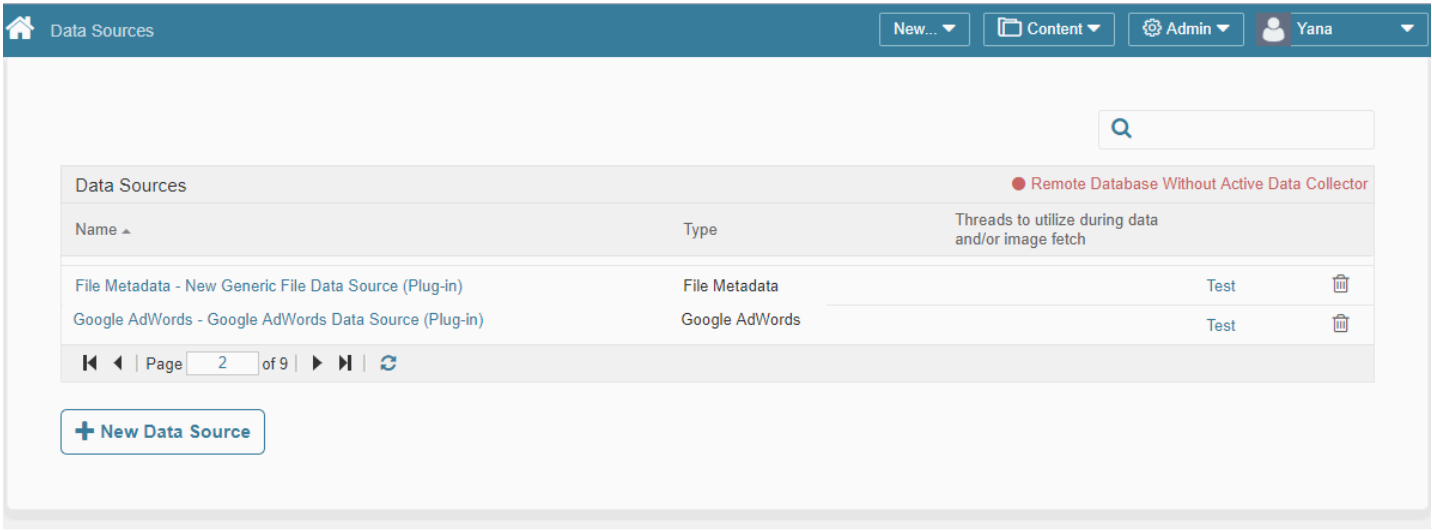 Data Sources New... Content Admin Yana
Data Sources Remote Database Without Active Data Collector
Name Type Threads to utilize during data
and/or image fetch
File Metadata - New Generic File Data Source (Plug-in) File Metadata Test
Google AdWords - Google AdWords Data Source (Plug-in) Google AdWords Test
Page 2 of 9
New Data Source